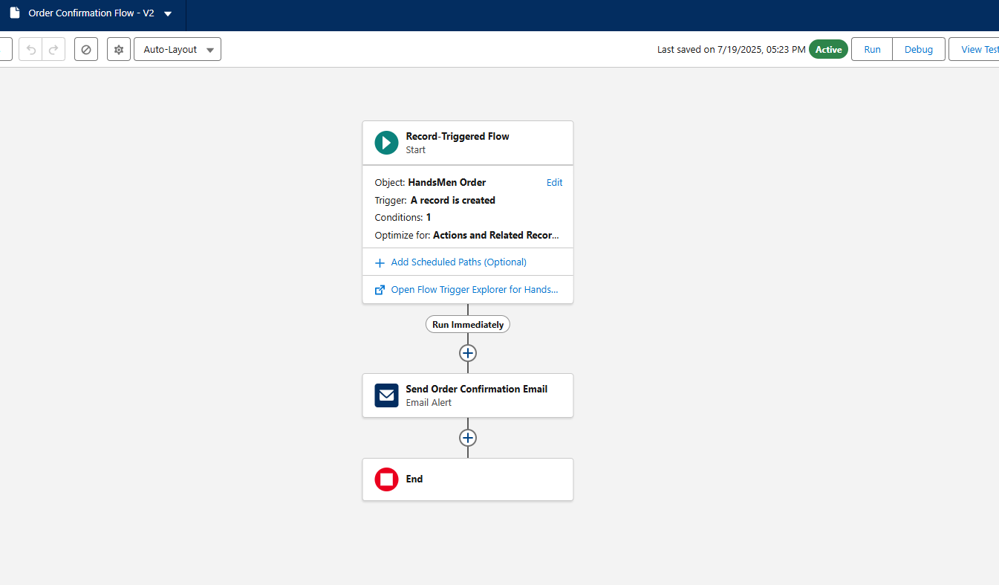 Order Confirmation Flow - V2
Auto-Layout
Last saved on 7/19/2025, 05:23 PM Active Run Debug View Test
Record-Triggered Flow
Start
Object: HandsMen Order Edit
Trigger: A record is created
Conditions: 1
Optimize for: Actions and Related Recor...
Add Scheduled Paths (Optional)
Open Flow Trigger Explorer for Hands...
Run Immediately
Send Order Confirmation Email
Email Alert
End